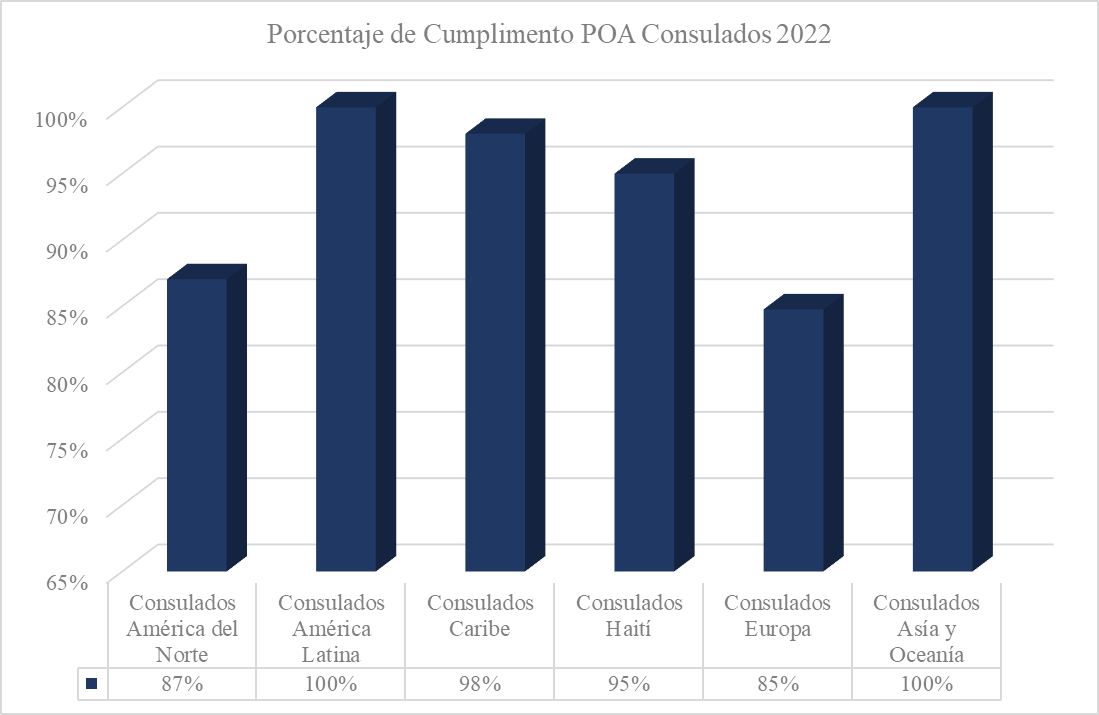 Porcentaje de Cumplimento POA Consulados 2022
100%
95%
90%
85%
80%
75%
70%
65%
Consulados
América del
Norte
Consulados
América
Latina
Consulados
Caribe
Consulados
Haití
Consulados
Europa
Consulados
Asía y
Oceanía
87%
100%
98%
95%
85%
100%